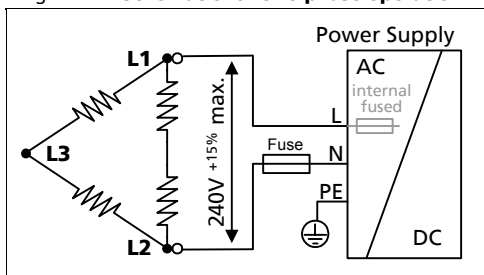 Power Supply
L1
AC
internal
fused
L
240V +15% max.
Fuse
N
L3
PE
L2
DC